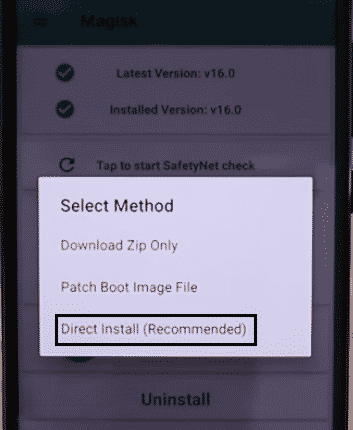 Magisk
Latest Version: v16.0
Installed Version: v16.0
Tap to start SafetyNet check
Select Method
Download Zip Only
Patch Boot Image File
Direct Install (Recommended)
Uninstall